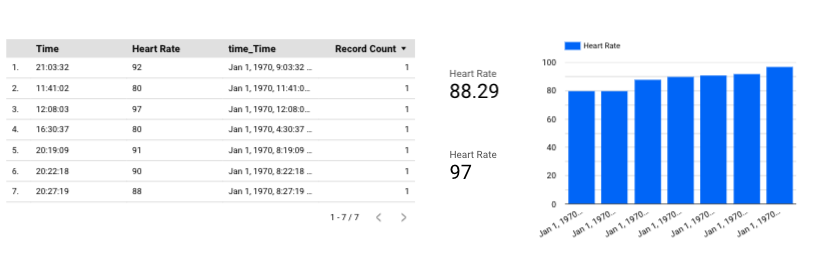 Time Heart Rate time_Time Record Count
1. 21:03:32 92 Jan 1, 1970, 9:03:32 ... 1
2. 11:41:02 80 Jan 1, 1970, 11:41:0... 1
3. 12:08:03 97 Jan 1, 1970, 12:08:0... 1
4. 16:30:37 80 Jan 1, 1970, 4:30:37 ... 1
5. 20:19:09 91 Jan 1, 1970, 8:19:09 ... 1
6. 20:22:18 90 Jan 1, 1970, 8:22:18 ... 1
7. 20:27:19 88 Jan 1, 1970, 8:27:19 ... 1
1 - 7 / 7
Heart Rate
88.29
Heart Rate
97
Heart Rate
100
80
60
40
20
0
Jan 1, 1970... Jan 1, 1970... Jan 1, 1970... Jan 1, 1970... Jan 1, 1970... Jan 1, 1970... Jan 1, 1970...